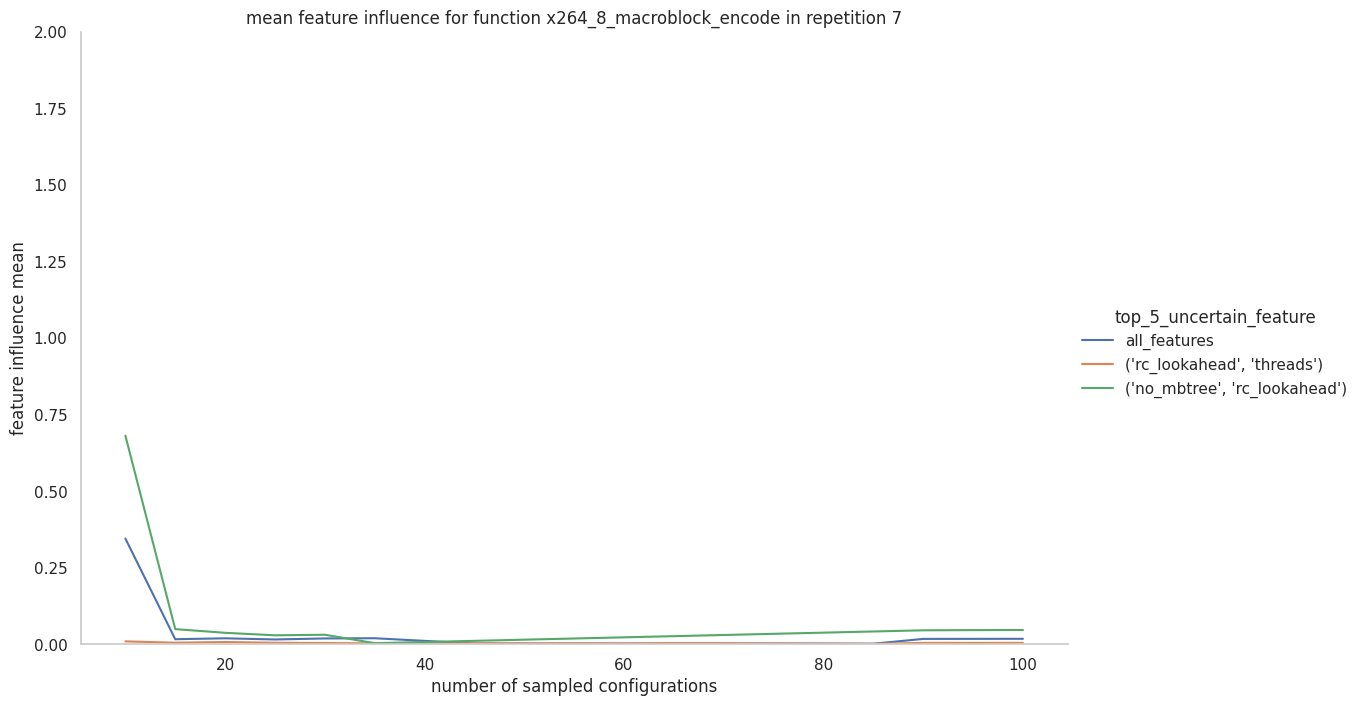 mean feature influence for function x264_8_macroblock_encode in repetition 7
2.00
1.75
1.50
1.25
1.00
0.75
0.50
0.25
0.00
feature influence mean
20
40
60
80
100
number of sampled configurations
top_5_uncertain_feature
all_features
('rc_lookahead', 'threads')
('no_mbtree', 'rc_lookahead')